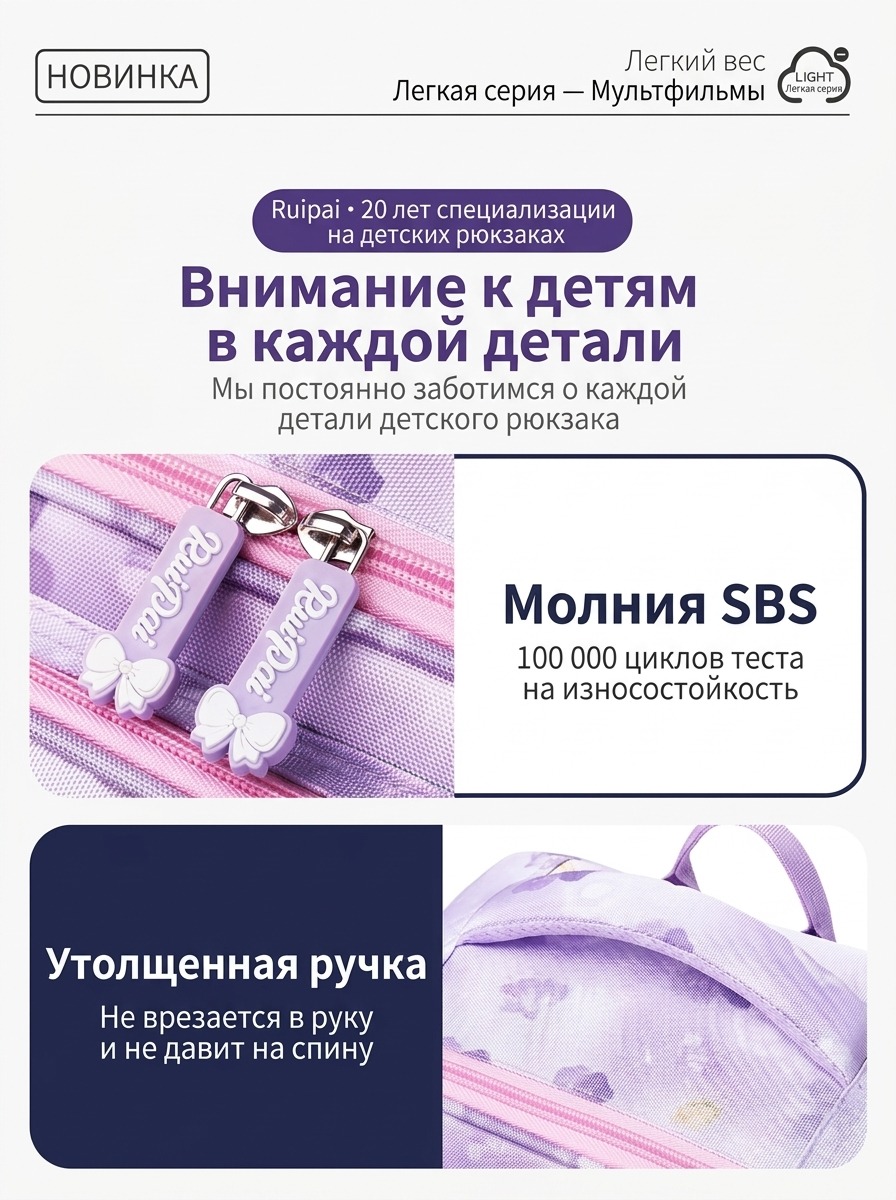 НОВИНКА
Легкий вес
Легкая серия — Мультфильмы
LIGHT
Легкая серия
Ruipai • 20 лет специализации
на детских рюкзаках
Внимание к детям
в каждой детали
Мы постоянно заботимся о каждой
детали детского рюкзака
RuiPai
RuiPai
Молния SBS
100 000 циклов теста
на износостойкость
Утолщенная ручка
Не врезается в руку
и не давит на спину